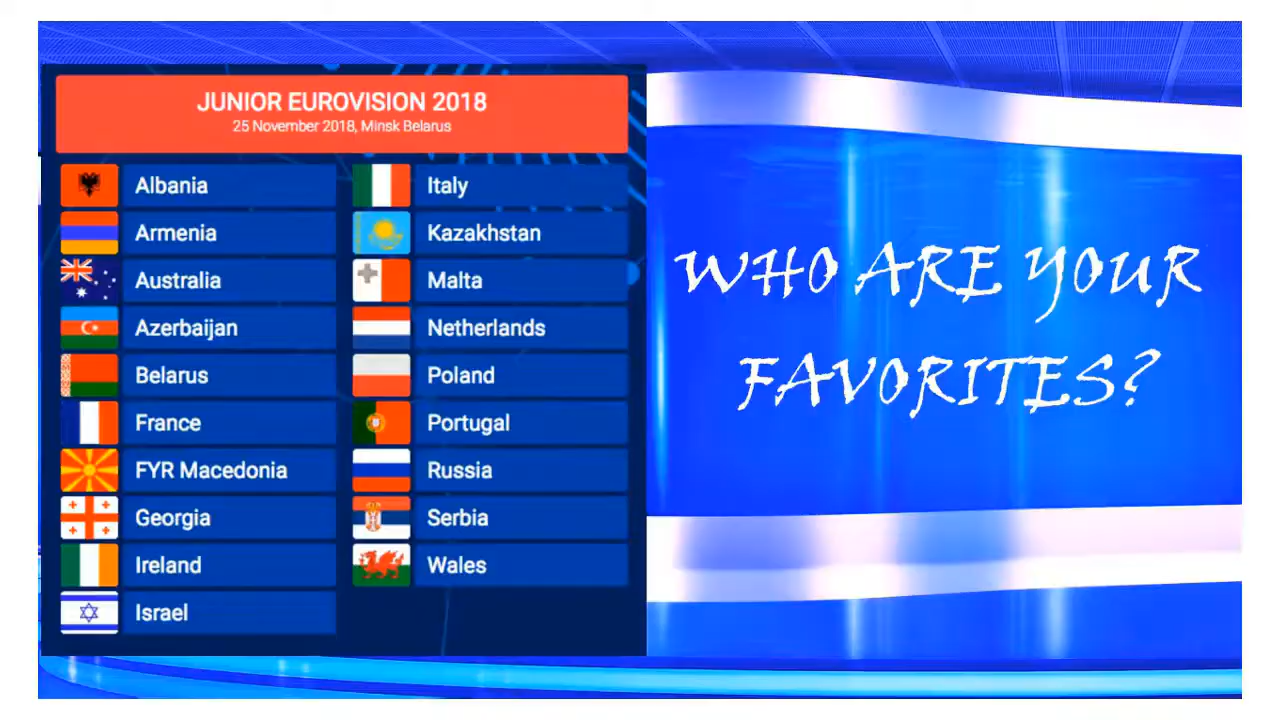 JUNIOR EUROVISION 2018
25 November 2018, Minsk Belarus
Albania
Armenia
Australia
Azerbaijan
Belarus
France
FYR Macedonia
Georgia
Ireland
Israel
Italy
Kazakhstan
Malta
Netherlands
Poland
Portugal
Russia
Serbia
Wales
WHO ARE YOUR
FAVORITES?